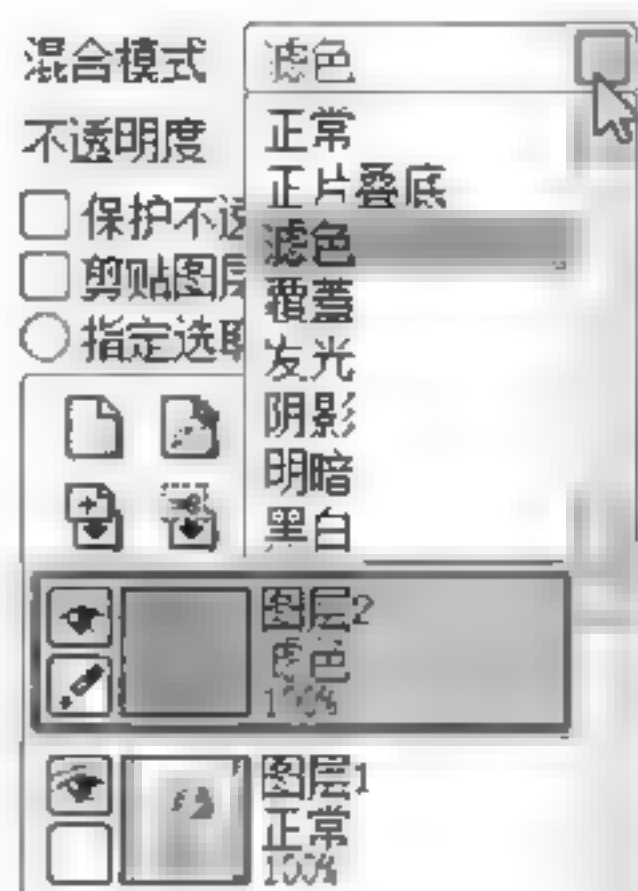 混合模式
滤色
不透明度
正常
正片叠底
保护不透
滤色
剪贴图层
覆蓋
指定选取
发光
阴影
明暗
黑白
图层2
滤色
100%
图层1
正常
100%